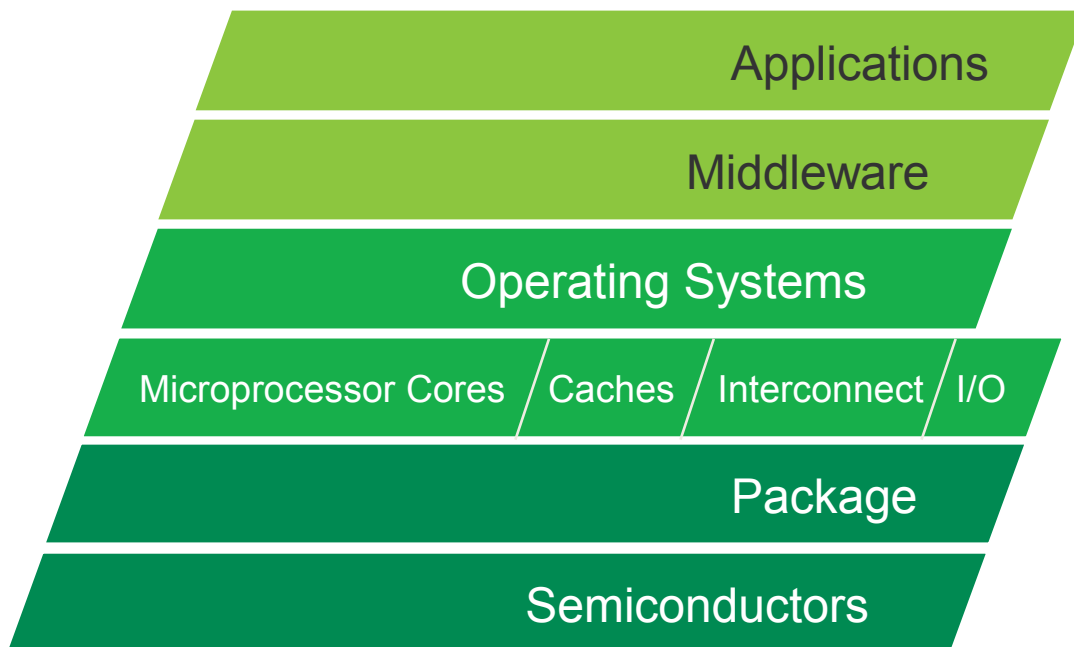 Applications
Middleware
Operating Systems
Microprocessor Cores Caches Interconnect I/O
Package
Semiconductors